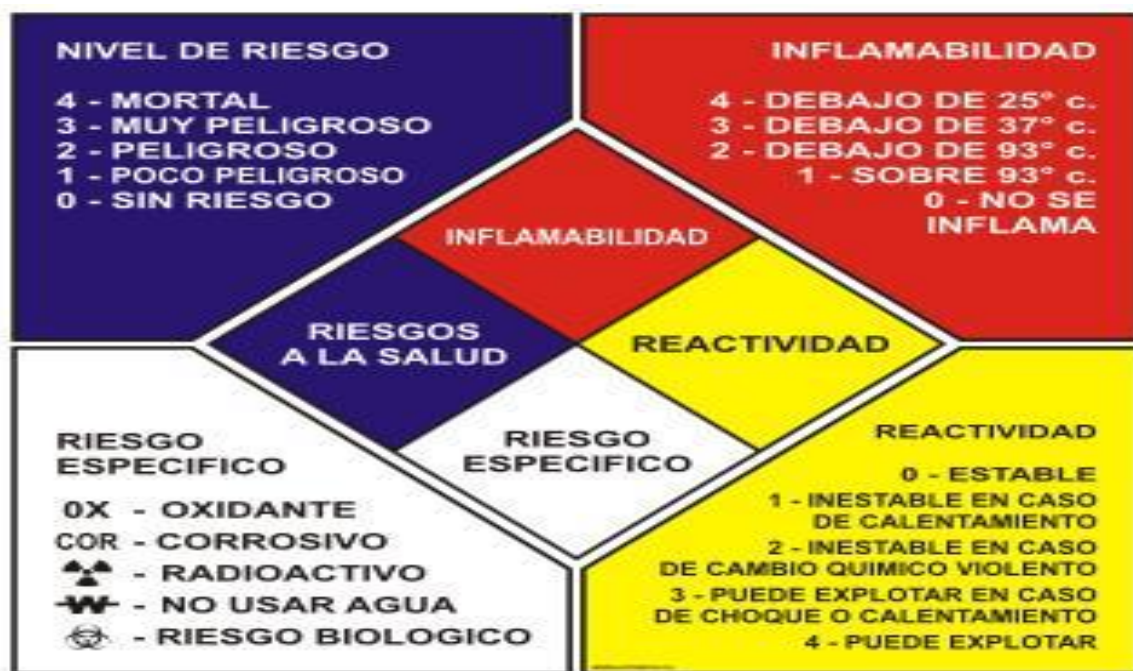 NIVEL DE RIESGO
4 - MORTAL
3 - MUY PELIGROSO
2 - PELIGROSO
1 - POCO PELIGROSO
0 - SIN RIESGO
INFLAMABILIDAD
4 - DEBAJO DE 25° c.
3 - DEBAJO DE 37° c.
2 - DEBAJO DE 93° c.
1 - SOBRE 93° c.
0 - NO SE
INFLAMA
INFLAMABILIDAD
RIESGOS
A LA SALUD
REACTIVIDAD
RIESGO
ESPECIFICO
RIESGO
ESPECIFICO
0X - OXIDANTE
COR - CORROSIVO
- RADIOACTIVO
W - NO USAR AGUA
- RIESGO BIOLOGICO
REACTIVIDAD
0 - ESTABLE
1 - INESTABLE EN CASO
DE CALENTAMIENTO
2 - INESTABLE EN CASO
DE CAMBIO QUIMICO VIOLENTO
3 - PUEDE EXPLOTAR EN CASO
DE CHOQUE O CALENTAMIENTO
4 - PUEDE EXPLOTAR